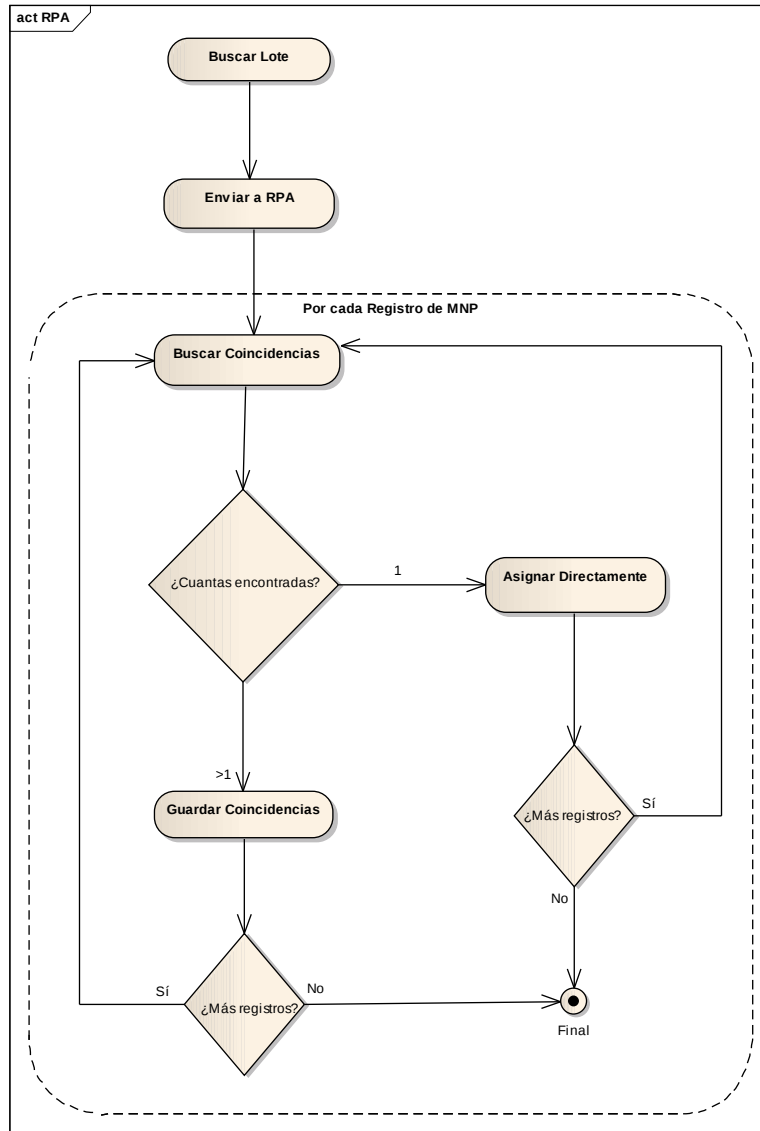 act RPA
Buscar Lote
Enviar a RPA
Por cada Registro de MNP
Buscar Coincidencias
¿Cuantas encontradas?
1
Asignar Directamente
>1
Guardar Coincidencias
¿Más registros?
Sí
No
¿Más registros?
Sí
No
Final